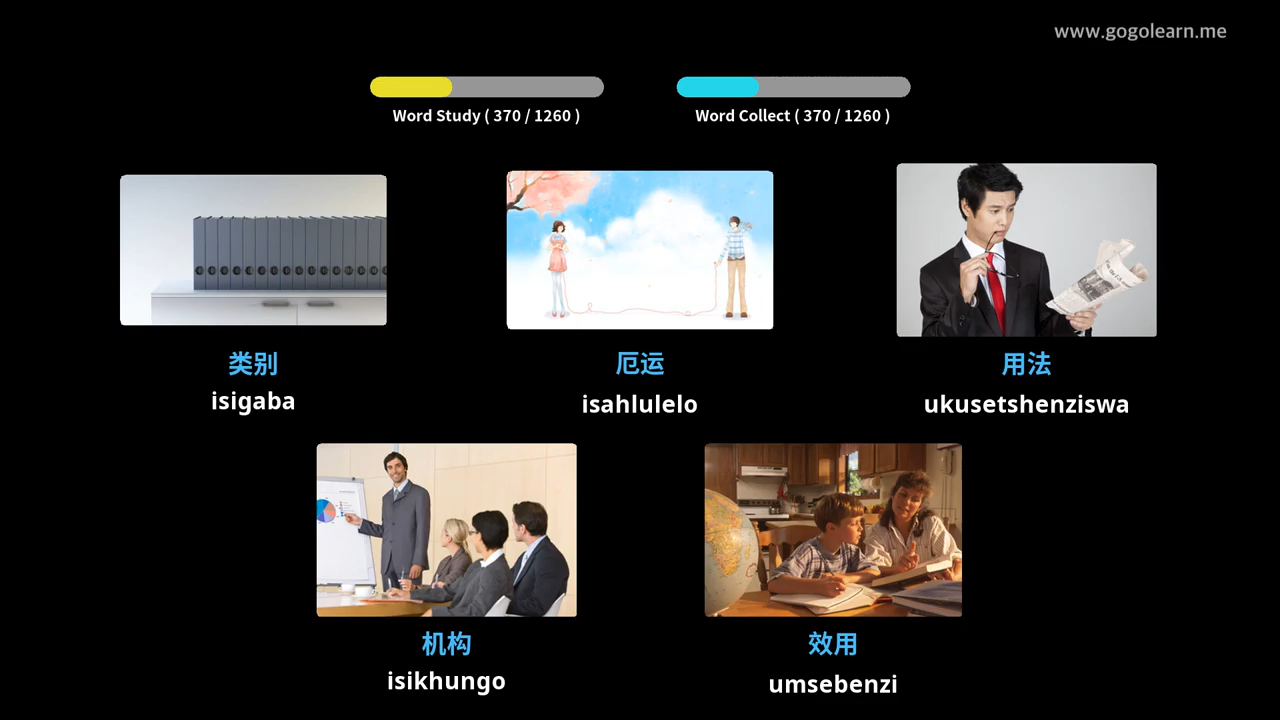 www.gogolearn.me
Word Study ( 370 / 1260 )
Word Collect ( 370 / 1260 )
类别
isigaba
厄运
isahlulelo
用法
ukusetshenziswa
机构
isikhungo
效用
umsebenzi